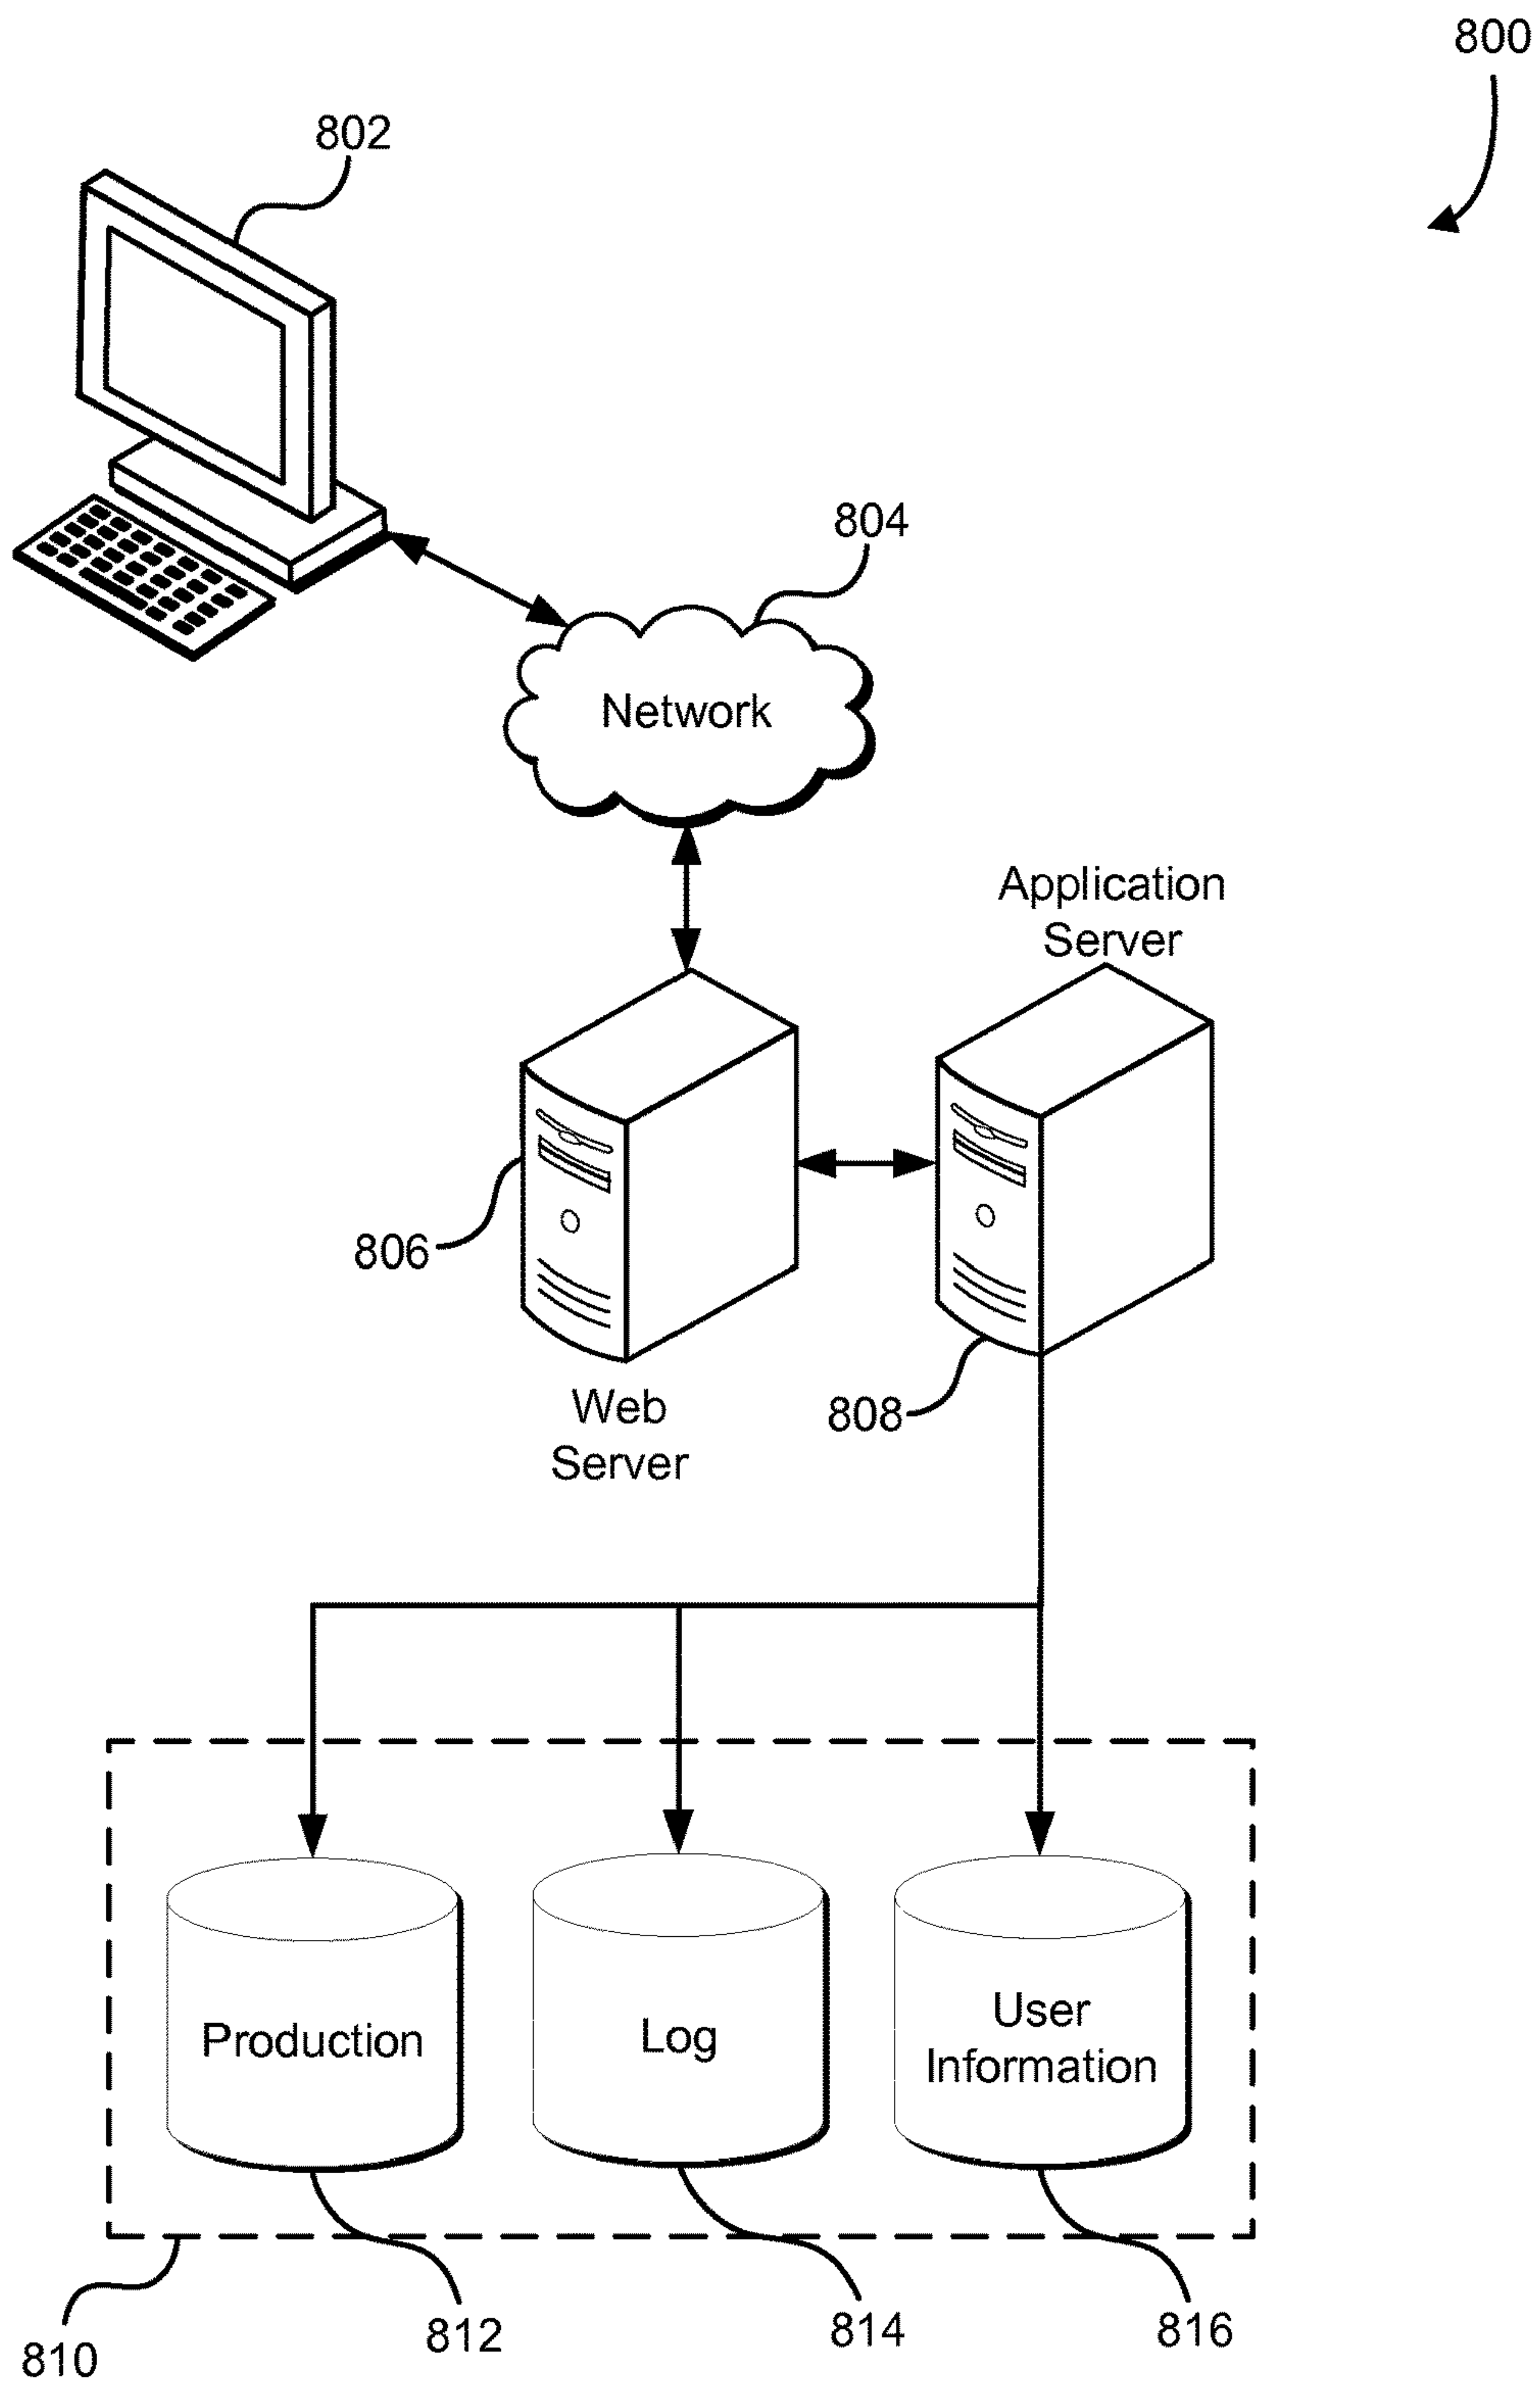 800
802
804
Network
Application
Server
806
Web
Server
808
Production
Log
User
Information
810
812
814
816